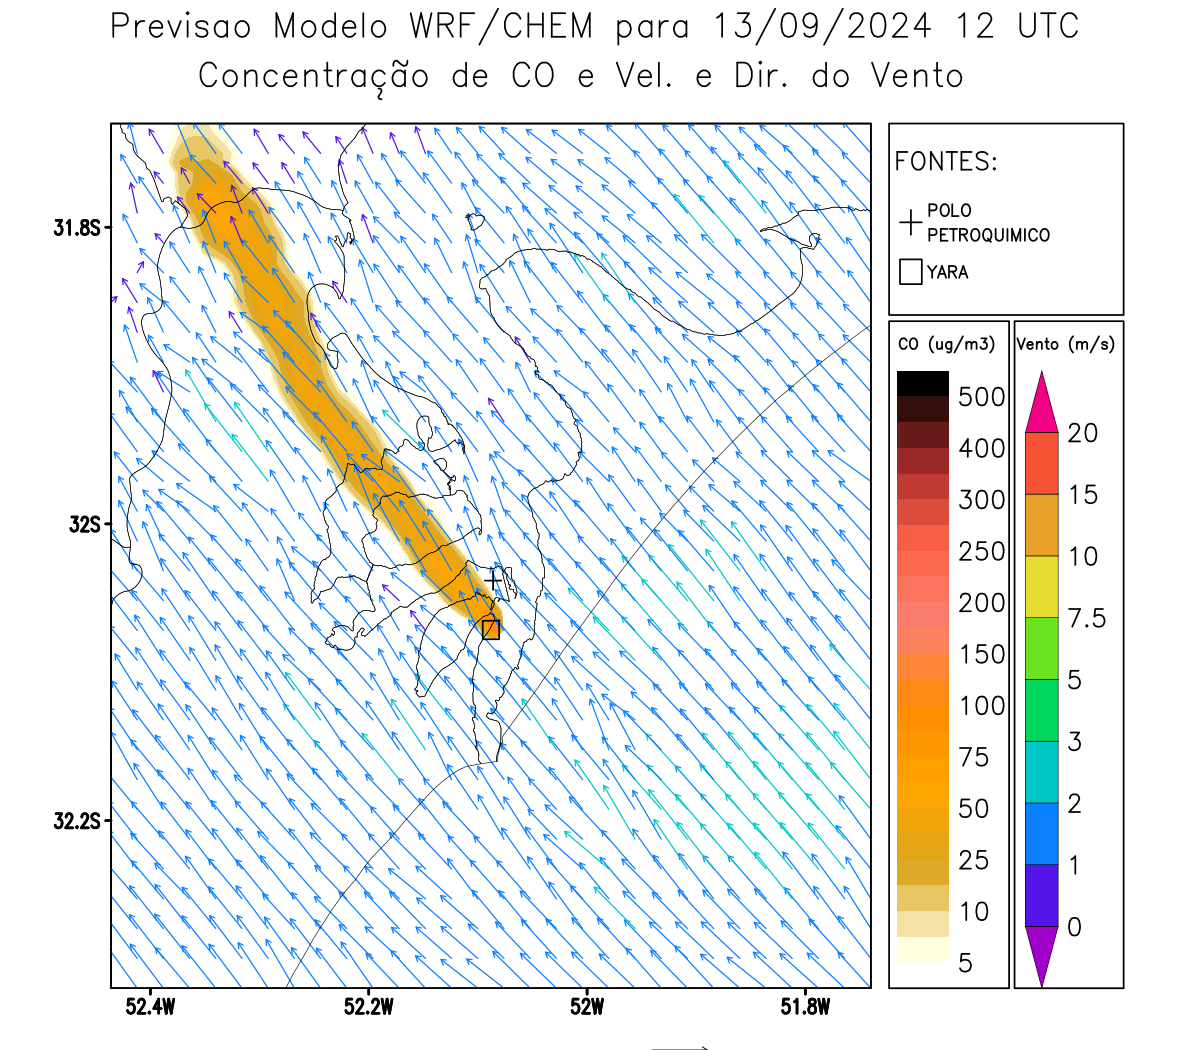 Previsao Modelo WRF/CHEM para 13/09/2024 12 UTC
Concentração de CO e Vel. e Dir. do Vento
FONTES:
POLO
PETROQUIMICO
YARA
CO (ug/m3)
500
400
300
250
200
150
100
75
50
25
10
5
Vento (m/s)
20
15
10
7.5
5
3
2
1
0
31.8S
32S
32.2S
52.4W
52.2W
52W
51.8W